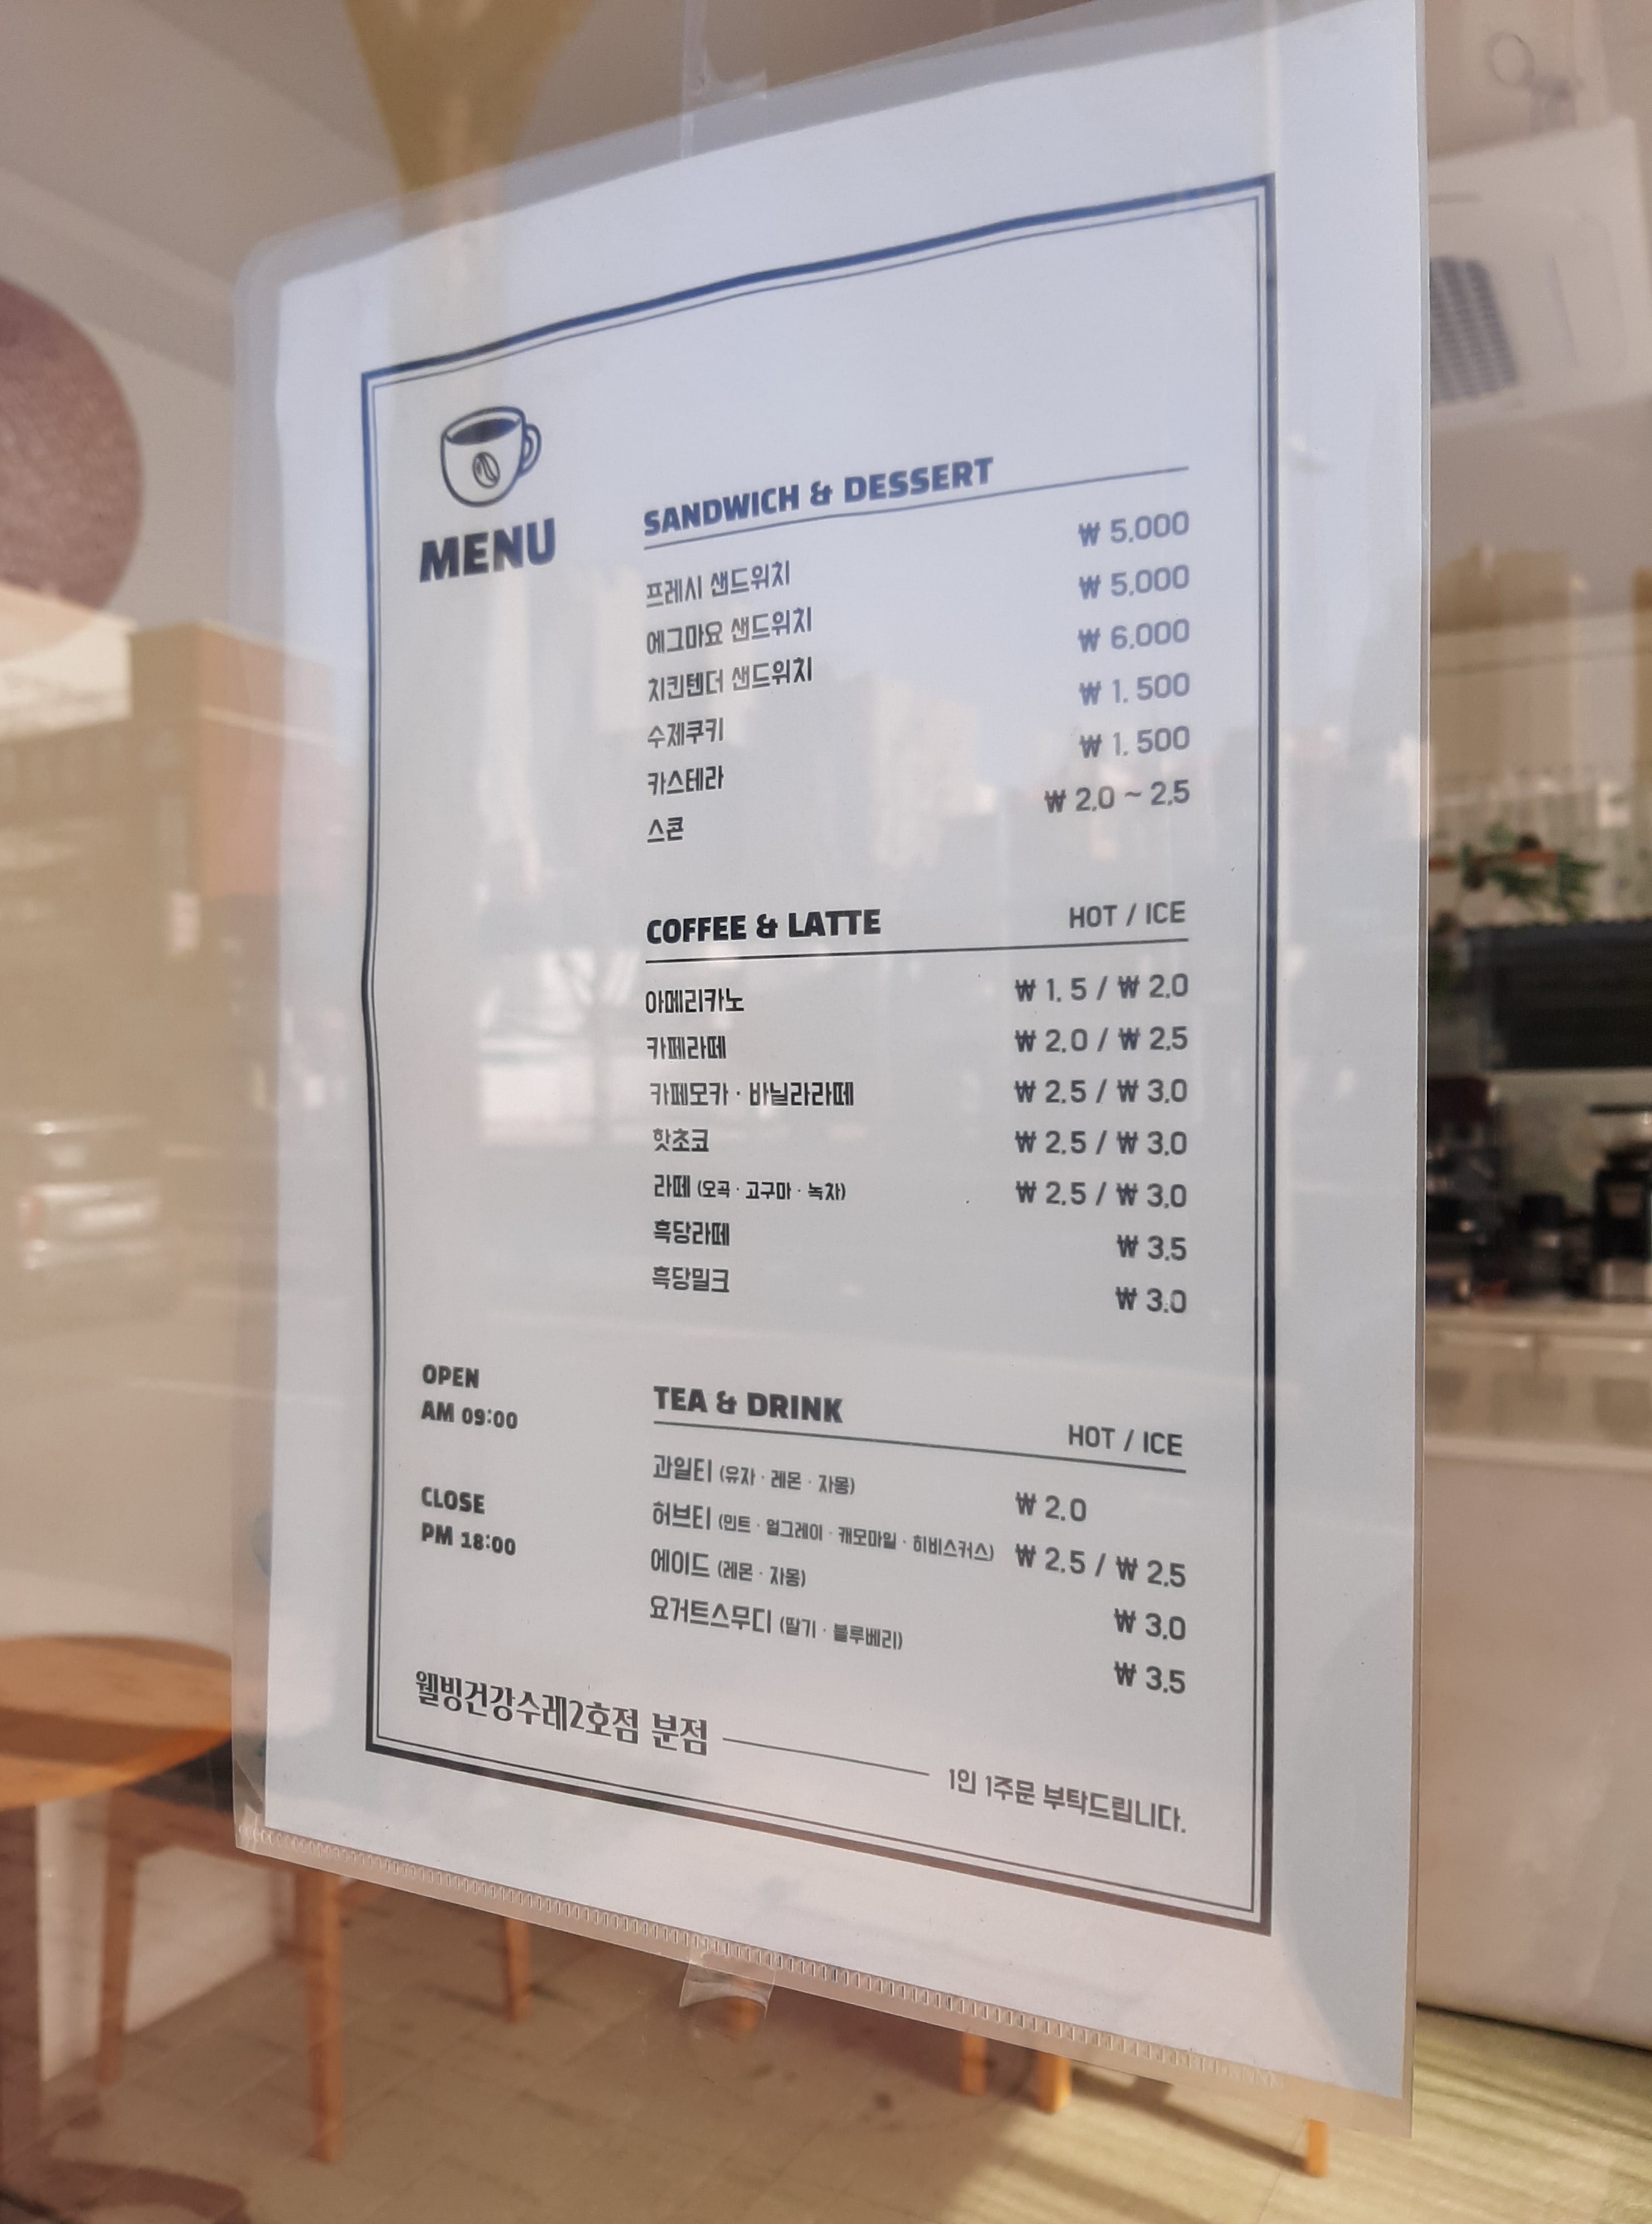 MENU
SANDWICH & DESSERT
프레시 샌드위치 ₩ 5,000
에그마요 샌드위치 ₩ 5,000
치킨텐더 샌드위치 ₩ 6,000
수제쿠키 ₩ 1, 500
카스테라 ₩ 1, 500
스콘 ₩ 2,0 ~ 2,5
COFFEE & LATTE HOT / ICE
아메리카노 ₩ 1, 5 / ₩ 2,0
카페라떼 ₩ 2,0 / ₩ 2,5
카페모카 · 바닐라라떼 ₩ 2,5 / ₩ 3,0
핫초코 ₩ 2,5 / ₩ 3,0
라떼 (오곡 · 고구마 · 녹차) ₩ 2,5 / ₩ 3,0
흑당라떼 ₩ 3,5
흑당밀크 ₩ 3,0
OPEN
AM 09:00
CLOSE
PM 18:00
TEA & DRINK HOT / ICE
과일티 (유자 · 레몬 · 자몽) ₩ 2,0
허브티 (민트 · 얼그레이 · 캐모마일 · 히비스커스) ₩ 2,5 / ₩ 2,5
에이드 (레몬 · 자몽) ₩ 3,0
요거트스무디 (딸기 · 블루베리) ₩ 3,5
웰빙건강수레2호점 분점
1인 1주문 부탁드립니다.